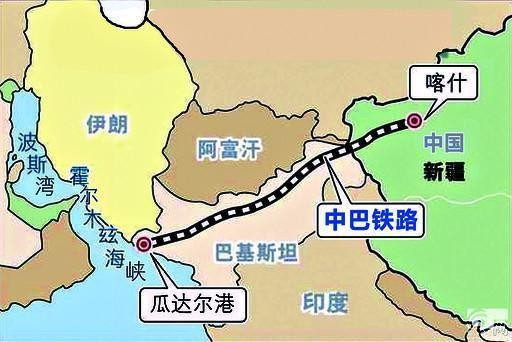 喀什
伊朗
阿富汗
中国
新疆
波斯湾
霍尔木兹海峡
中巴铁路
巴基斯坦
瓜达尔港
印度